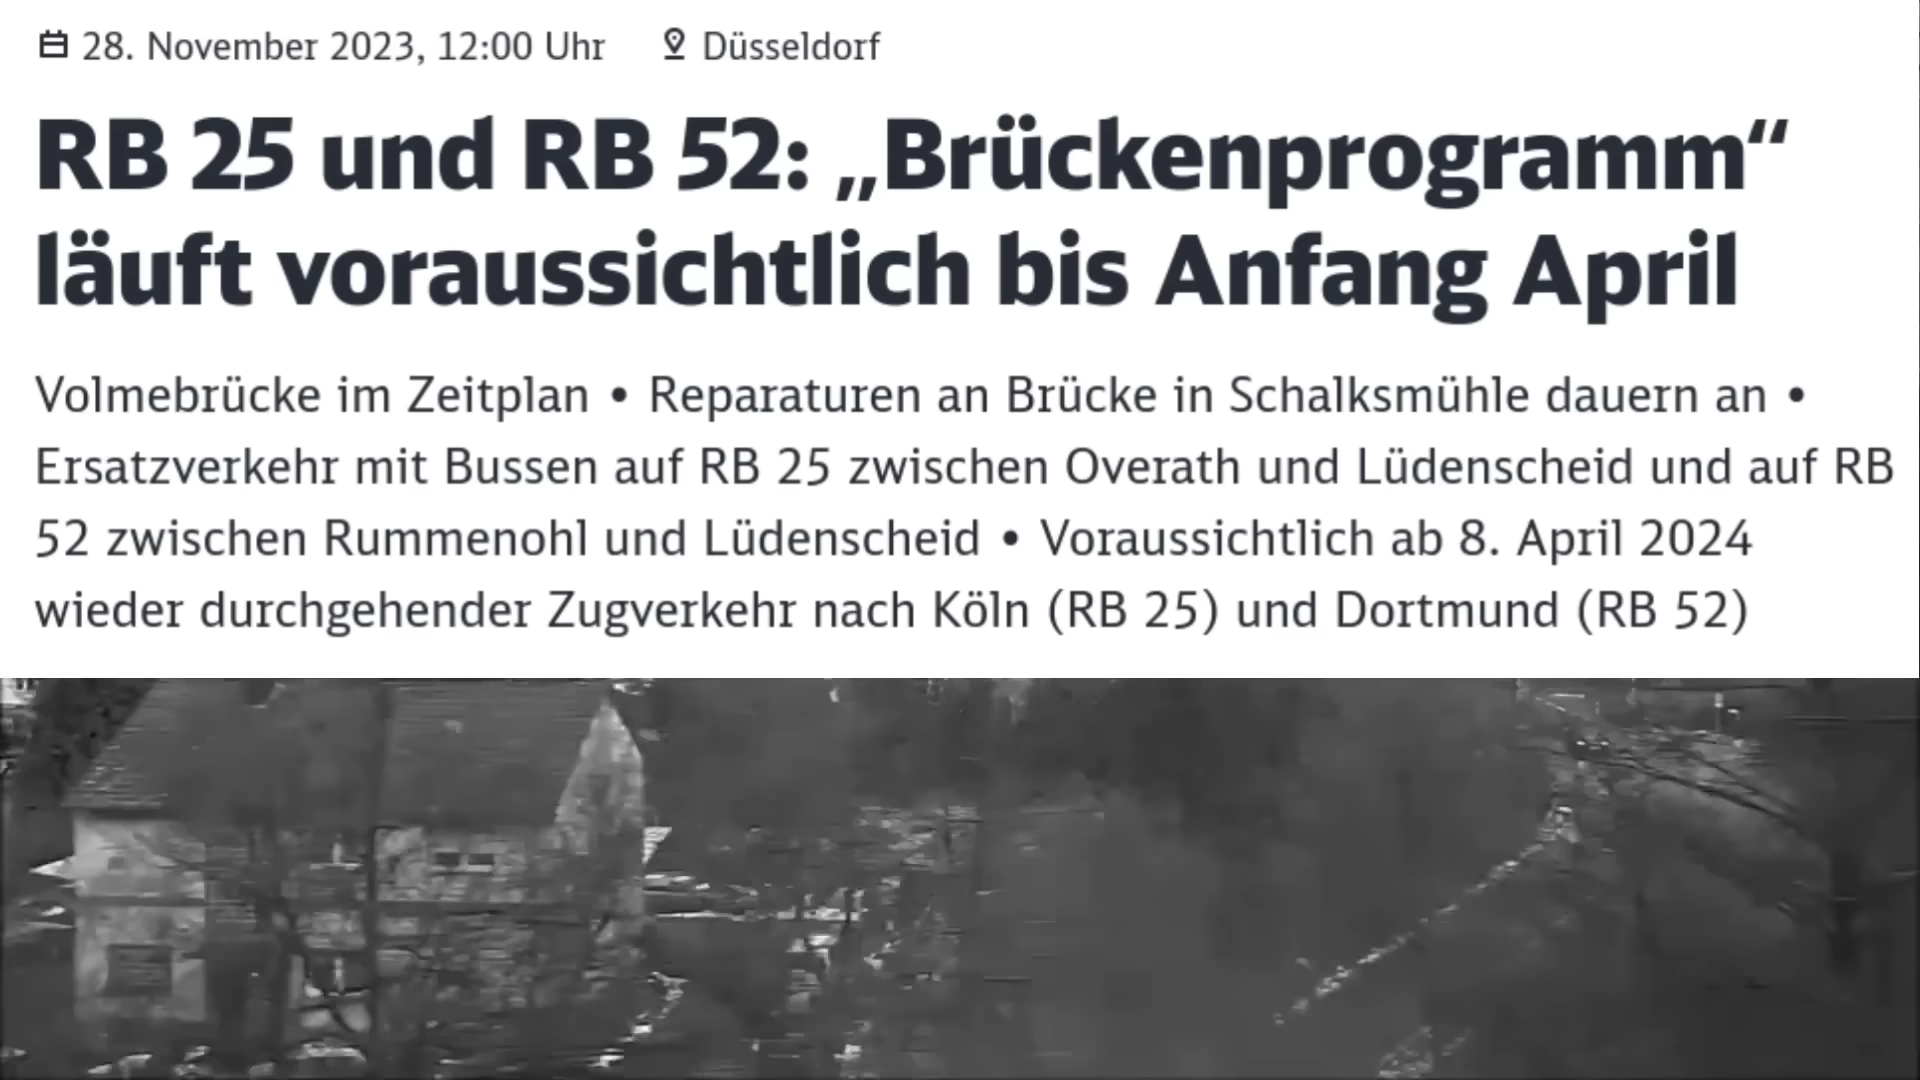 28. November 2023, 12:00 Uhr Düsseldorf
RB 25 und RB 52: „Brückenprogramm“
läuft voraussichtlich bis Anfang April
Volmebrücke im Zeitplan • Reparaturen an Brücke in Schalksmühle dauern an •
Ersatzverkehr mit Bussen auf RB 25 zwischen Overath und Lüdenscheid und auf RB
52 zwischen Rummenohl und Lüdenscheid • Voraussichtlich ab 8. April 2024
wieder durchgehender Zugverkehr nach Köln (RB 25) und Dortmund (RB 52)